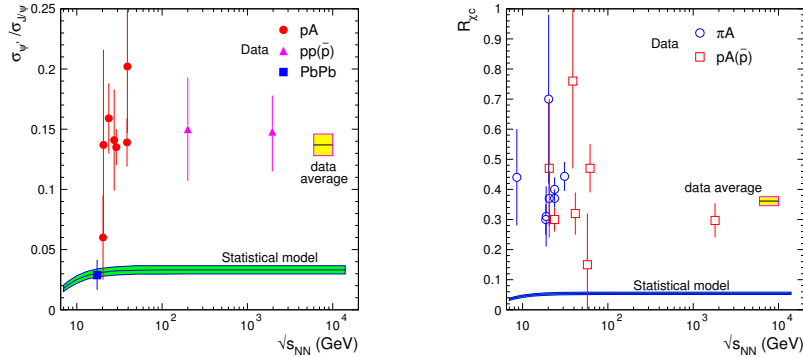 σψ' /σJ/ψ
0.25
0.2
0.15
0.1
0.05
0
pA
Data
pp(p̄)
PbPb
data
average
Statistical model
10
10²
10³
10⁴
√sNN (GeV)
Rχc
1
0.9
0.8
0.7
0.6
0.5
0.4
0.3
0.2
0.1
0
πA
Data
pA(p̄)
data average
Statistical model
10
10²
10³
10⁴
√sNN (GeV)